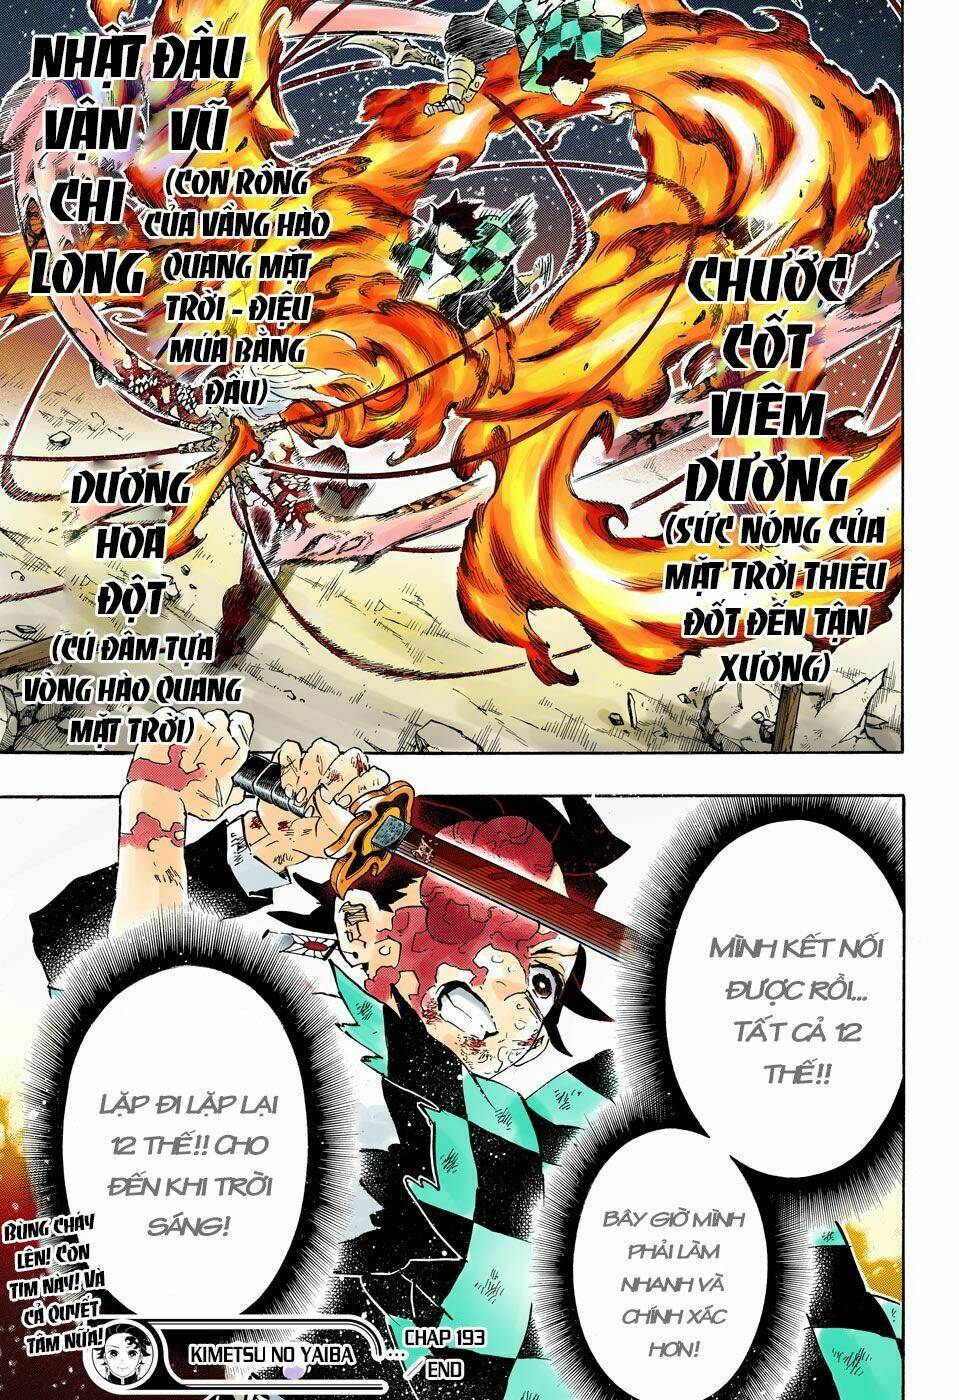 CHƯỚC
CỐT
VIÊM
DƯƠNG
(SỨC NÓNG CỦA
MẶT TRỜI THIÊU
ĐỐT ĐẾN TẬN
XƯƠNG)
NHẬT
VẬN
CHI
LONG
ĐẦU
VŨ
(CON RỒNG
CỦA VẦNG HÀO
QUANG MẶT
TRỜI - ĐIỆU
MÚA BẰNG
ĐẦU)
DƯƠNG
HOA
ĐỘT
(CÚ ĐÂM TỰA
VÒNG HÀO QUANG
MẶT TRỜI)
MÌNH KẾT NỐI
ĐƯỢC RỒI...
TẤT CẢ 12
THẾ!!
BÂY GIỜ MÌNH
PHẢI LÀM
NHANH VÀ
CHÍNH XÁC
HƠN!
LẶP ĐI LẶP LẠI
12 THẾ!! CHO
ĐẾN KHI TRỜI
SÁNG!
BÙNG CHÁY
LÊN! CON
TIM NÀY! VÀ
CẢ QUYẾT
TÂM NỮA!
KIMETSU NO YAIBA
CHAP 193
END